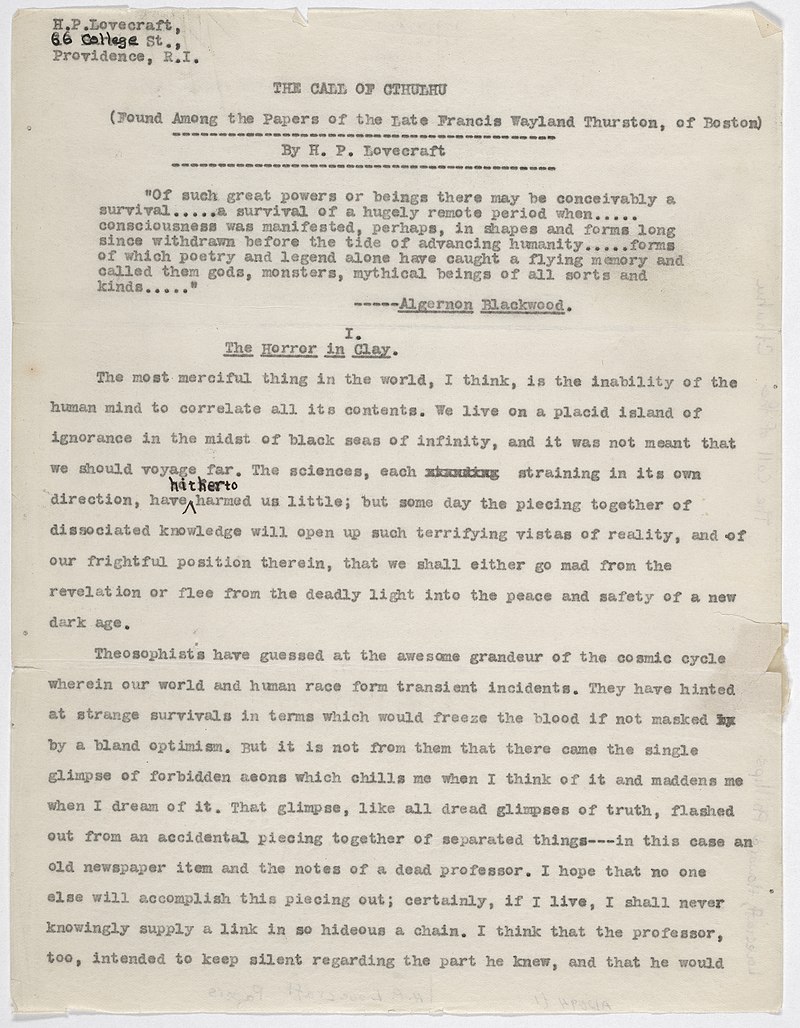 H.P.Lovecraft,
66 College St.,
Providence, R.I.
THE CALL OF CTHULHU
(Found Among the Papers of the Late Francis Wayland Thurston, of Boston)
By H. P. Lovecraft
"Of such great powers or beings there may be conceivably a
survival.....a survival of a hugely remote period when.....
consciousness was manifested, perhaps, in shapes and forms long
since withdrawn before the tide of advancing humanity.....forms
of which poetry and legend alone have caught a flying memory and
called them gods, monsters, mythical beings of all sorts and
kinds....."
-----Algernon Blackwood.
I.
The Horror in Clay.
The most merciful thing in the world, I think, is the inability of the
human mind to correlate all its contents. We live on a placid island of
ignorance in the midst of black seas of infinity, and it was not meant that
we should voyage far. The sciences, each straining in its own
hitherto
direction, have harmed us little; but some day the piecing together of
dissociated knowledge will open up such terrifying vistas of reality, and of
our frightful position therein, that we shall either go mad from the
revelation or flee from the deadly light into the peace and safety of a new
dark age.
Theosophists have guessed at the awesome grandeur of the cosmic cycle
wherein our world and human race form transient incidents. They have hinted
at strange survivals in terms which would freeze the blood if not masked
by a bland optimism. But it is not from them that there came the single
glimpse of forbidden aeons which chills me when I think of it and maddens me
when I dream of it. That glimpse, like all dread glimpses of truth, flashed
out from an accidental piecing together of separated things---in this case an
old newspaper item and the notes of a dead professor. I hope that no one
else will accomplish this piecing out; certainly, if I live, I shall never
knowingly supply a link in so hideous a chain. I think that the professor,
too, intended to keep silent regarding the part he knew, and that he would